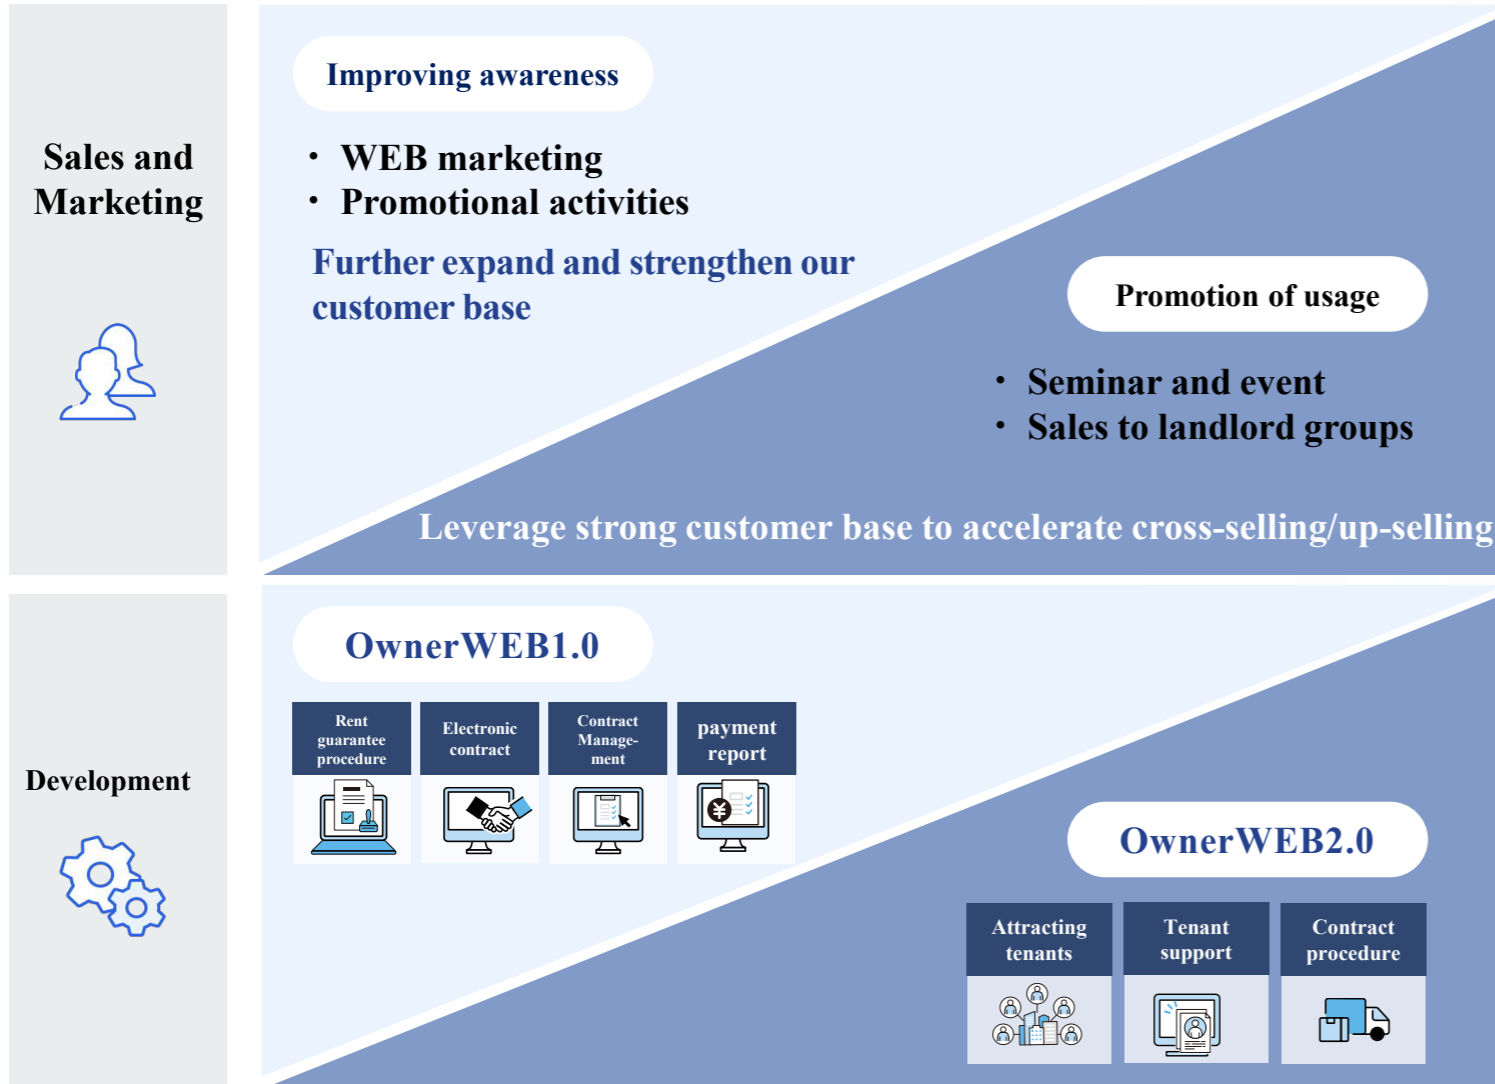 Sales and
Marketing
Improving awareness
・ WEB marketing
・ Promotional activities
Further expand and strengthen our
customer base
Promotion of usage
・ Seminar and event
・ Sales to landlord groups
Leverage strong customer base to accelerate cross-selling/up-selling
Development
OwnerWEB1.0
Rent
guarantee
procedure
Electronic
contract
Contract
Manage-
ment
payment
report
¥
OwnerWEB2.0
Attracting
tenants
Tenant
support
Contract
procedure